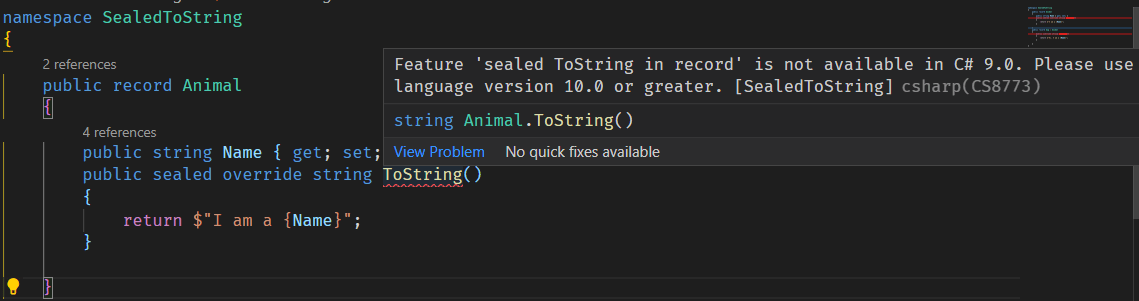 namespace SealedToString
{
2 references
public record Animal
{
Feature 'sealed ToString in record' is not available in C# 9.0. Please use
language version 10.0 or greater. [SealedToString] csharp(CS8773)
string Animal.ToString()
View Problem No quick fixes available
4 references
public string Name { get; set;
public sealed override string ToString()
{
return $"I am a {Name}";
}
}